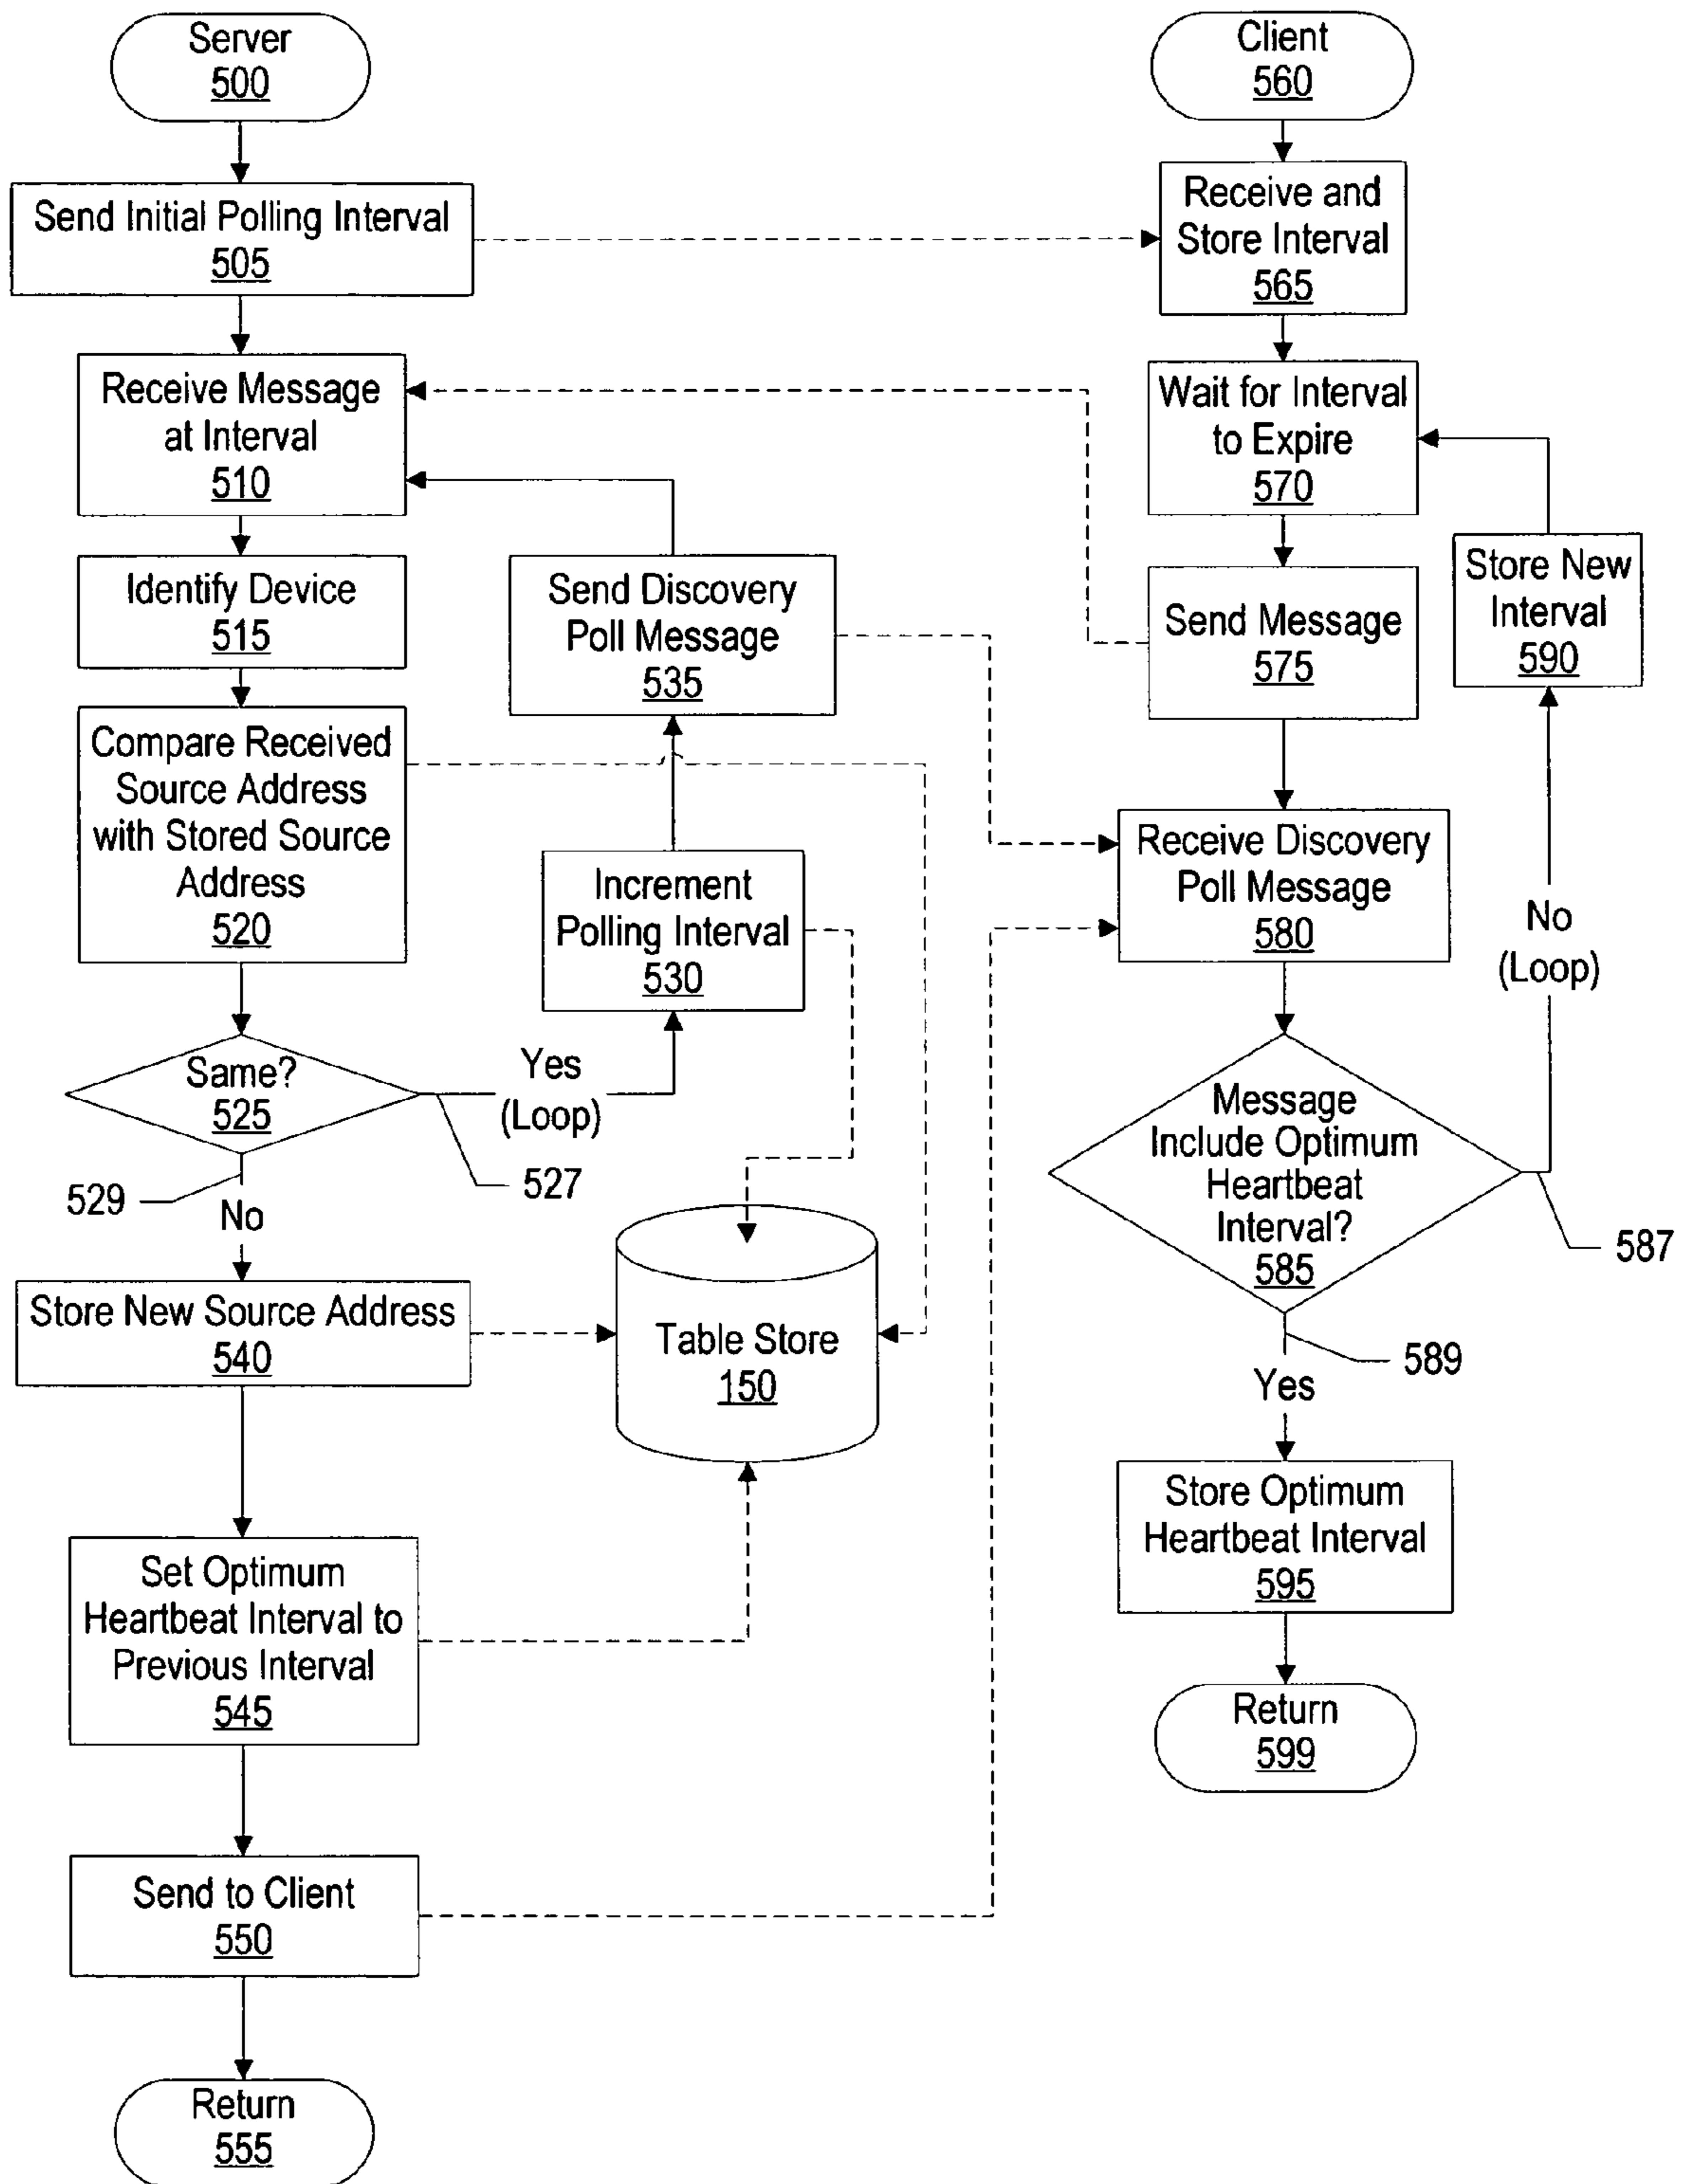 Server
500
Send Initial Polling Interval
505
Receive Message
at Interval
510
Identify Device
515
Compare Received
Source Address
with Stored Source
Address
520
Same?
525
Yes
(Loop)
527
529
No
Increment
Polling Interval
530
Send Discovery
Poll Message
535
Store New Source Address
540
Table Store
150
Set Optimum
Heartbeat Interval to
Previous Interval
545
Send to Client
550
Return
555
Client
560
Receive and
Store Interval
565
Wait for Interval
to Expire
570
Send Message
575
Receive Discovery
Poll Message
580
Message
Include Optimum
Heartbeat
Interval?
585
587
No
(Loop)
Store New
Interval
590
589
Yes
Store Optimum
Heartbeat Interval
595
Return
599